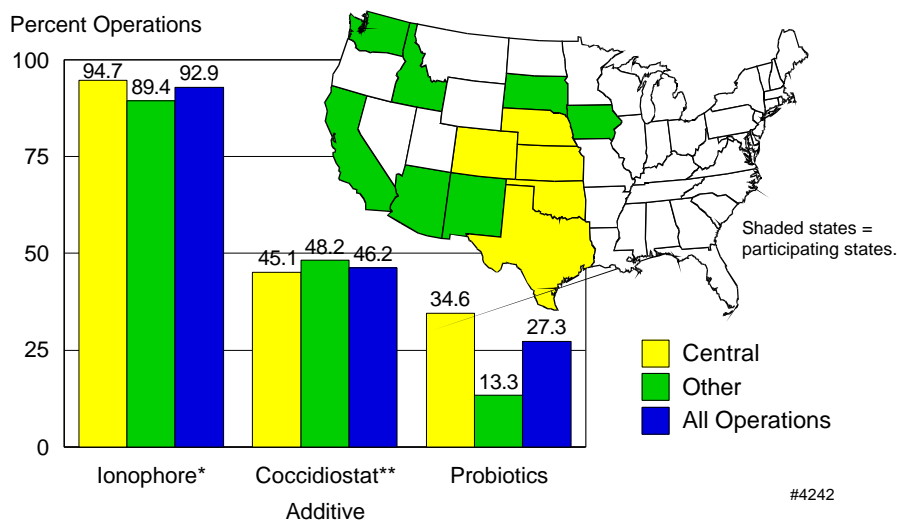 Percent Operations
100
75
50
25
0
94.7
89.4
92.9
45.1
48.2
46.2
34.6
13.3
27.3
Ionophore*
Coccidiostat**
Probiotics
Additive
Shaded states =
participating states.
Central
Other
All Operations
#4242